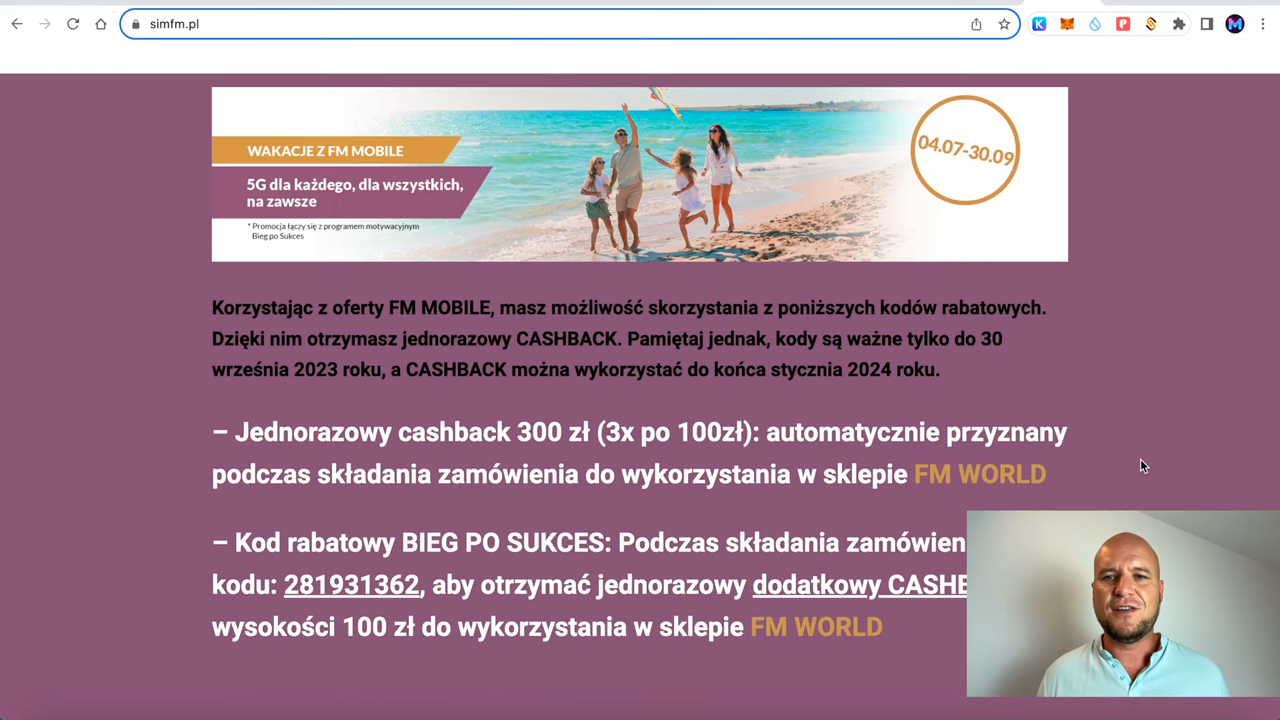 simfm.pl
WAKACJE Z FM MOBILE
5G dla każdego, dla wszystkich,
na zawsze
* Promocja łączy się z programem motywacyjnym
Bieg po Sukces
04.07-30.09
Korzystając z oferty FM MOBILE, masz możliwość skorzystania z poniższych kodów rabatowych.
Dzięki nim otrzymasz jednorazowy CASHBACK. Pamiętaj jednak, kody są ważne tylko do 30
września 2023 roku, a CASHBACK można wykorzystać do końca stycznia 2024 roku.
– Jednorazowy cashback 300 zł (3x po 100zł): automatycznie przyznany
podczas składania zamówienia do wykorzystania w sklepie FM WORLD
– Kod rabatowy BIEG PO SUKCES: Podczas składania zamówien
kodu: 281931362, aby otrzymać jednorazowy dodatkowy CASHB
wysokości 100 zł do wykorzystania w sklepie FM WORLD